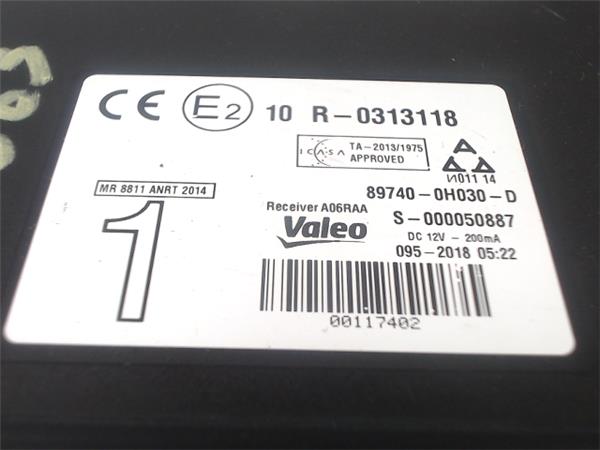 CE E2 10 R-0313118
ICASA TA-2013/1975
APPROVED
И011 14
MR 8811 ANRT 2014
89740-0H030-D
1
Receiver A06RAA
Valeo
S-000050887
DC 12V - 200mA
095-2018 05:22
00117402